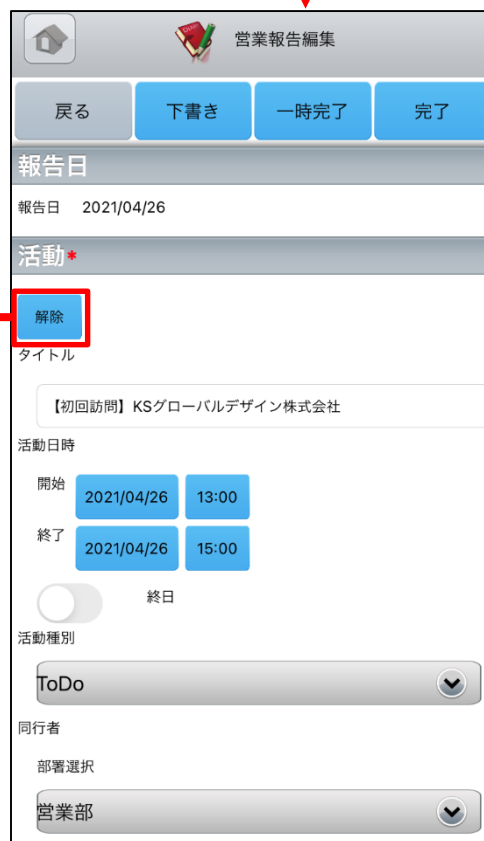 営業報告編集
戻る 下書き 一時完了 完了
報告日
報告日 2021/04/26
活動*
解除
タイトル
【初回訪問】KSグローバルデザイン株式会社
活動日時
開始 2021/04/26 13:00
終了 2021/04/26 15:00
終日
活動種別
ToDo
同行者
部署選択
営業部